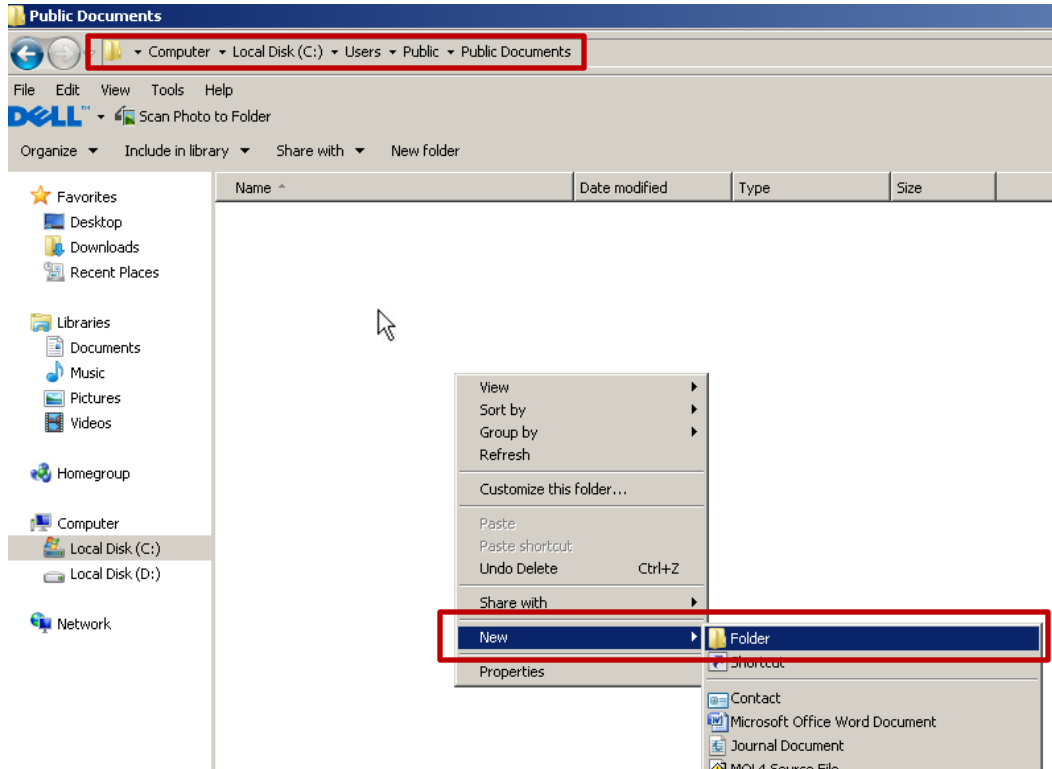 Public Documents
Computer Local Disk (C:) Users Public Public Documents
File Edit View Tools Help
DELL™ Scan Photo to Folder
Organize Include in library Share with New folder
Name Date modified Type Size
Favorites
Desktop
Downloads
Recent Places
Libraries
Documents
Music
Pictures
Videos
Homegroup
Computer
Local Disk (C:)
Local Disk (D:)
Network
View
Sort by
Group by
Refresh
Customize this folder...
Paste
Paste shortcut
Undo Delete Ctrl+Z
Share with
New
Properties
Folder
Shortcut
Contact
Microsoft Office Word Document
Journal Document
MQL4 Source File